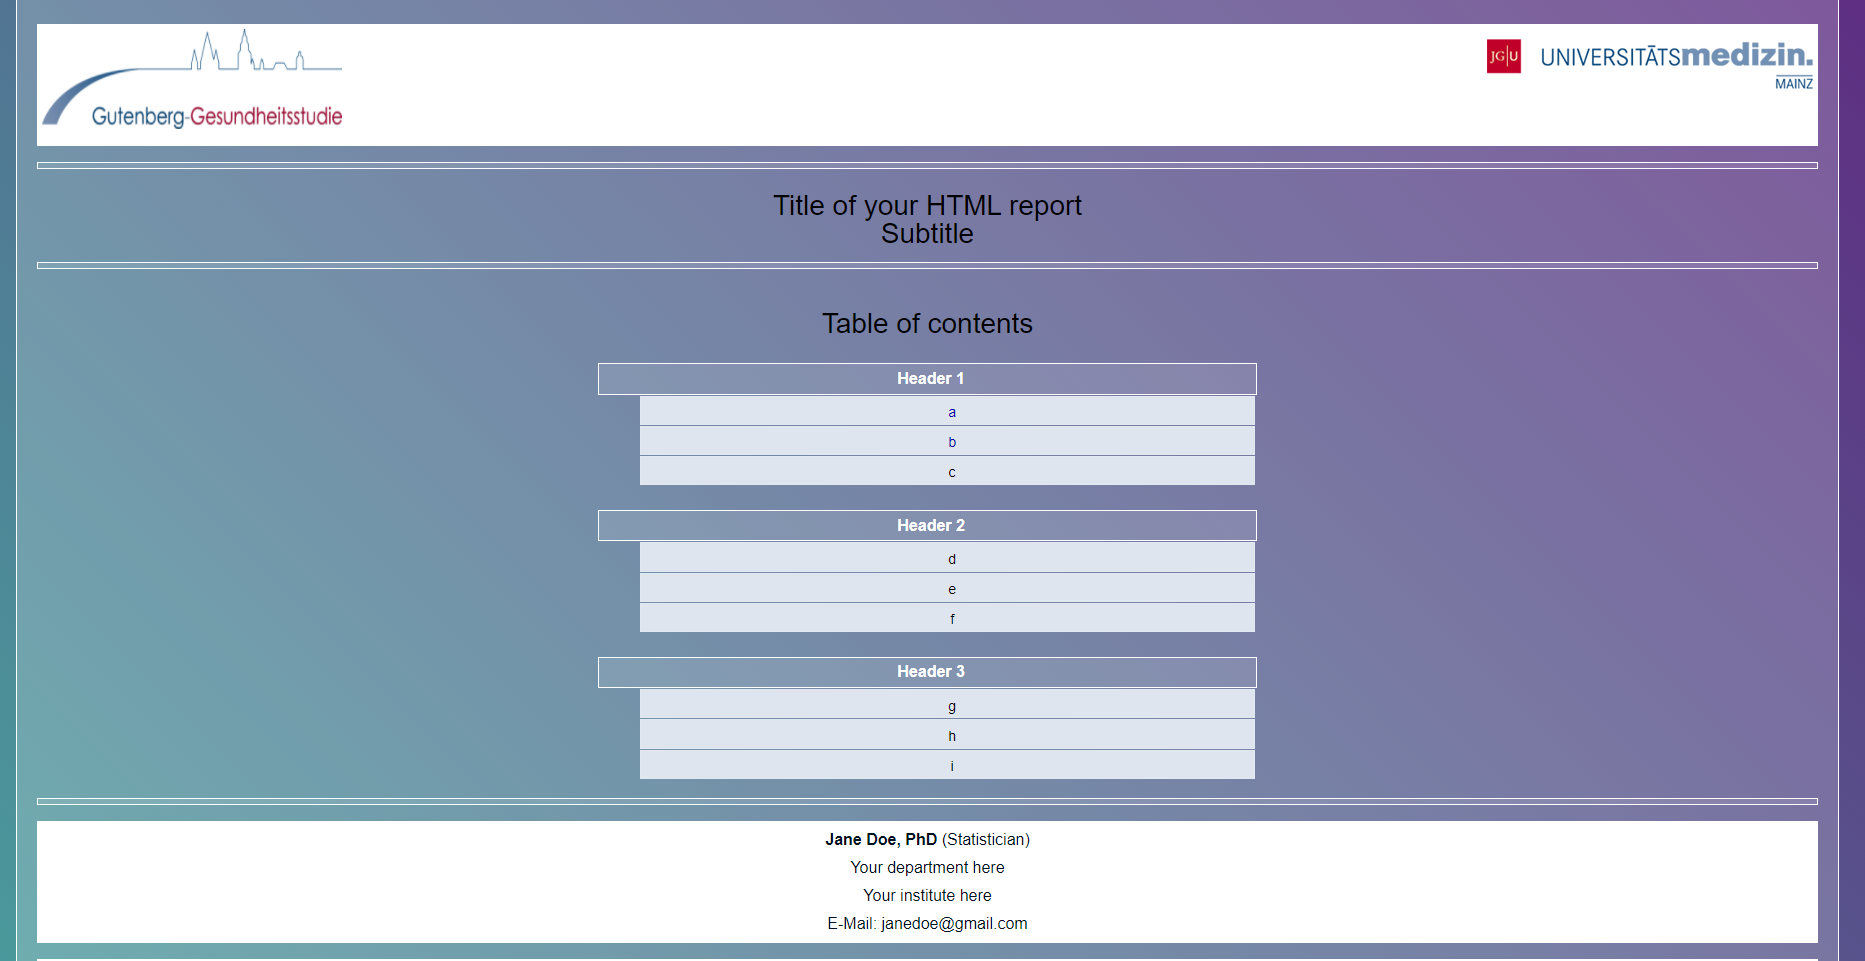 Gutenberg-Gesundheitsstudie
JG|U UNIVERSITÄTSmedizin.
MAINZ
Title of your HTML report
Subtitle
Table of contents
Header 1
a
b
c
Header 2
d
e
f
Header 3
g
h
i
Jane Doe, PhD (Statistician)
Your department here
Your institute here
E-Mail: janedoe@gmail.com